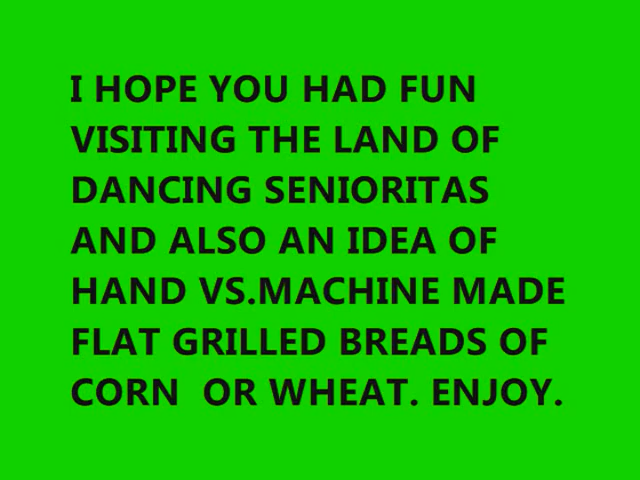 I HOPE YOU HAD FUN
VISITING THE LAND OF
DANCING SENIORITAS
AND ALSO AN IDEA OF
HAND VS.MACHINE MADE
FLAT GRILLED BREADS OF
CORN  OR WHEAT. ENJOY.